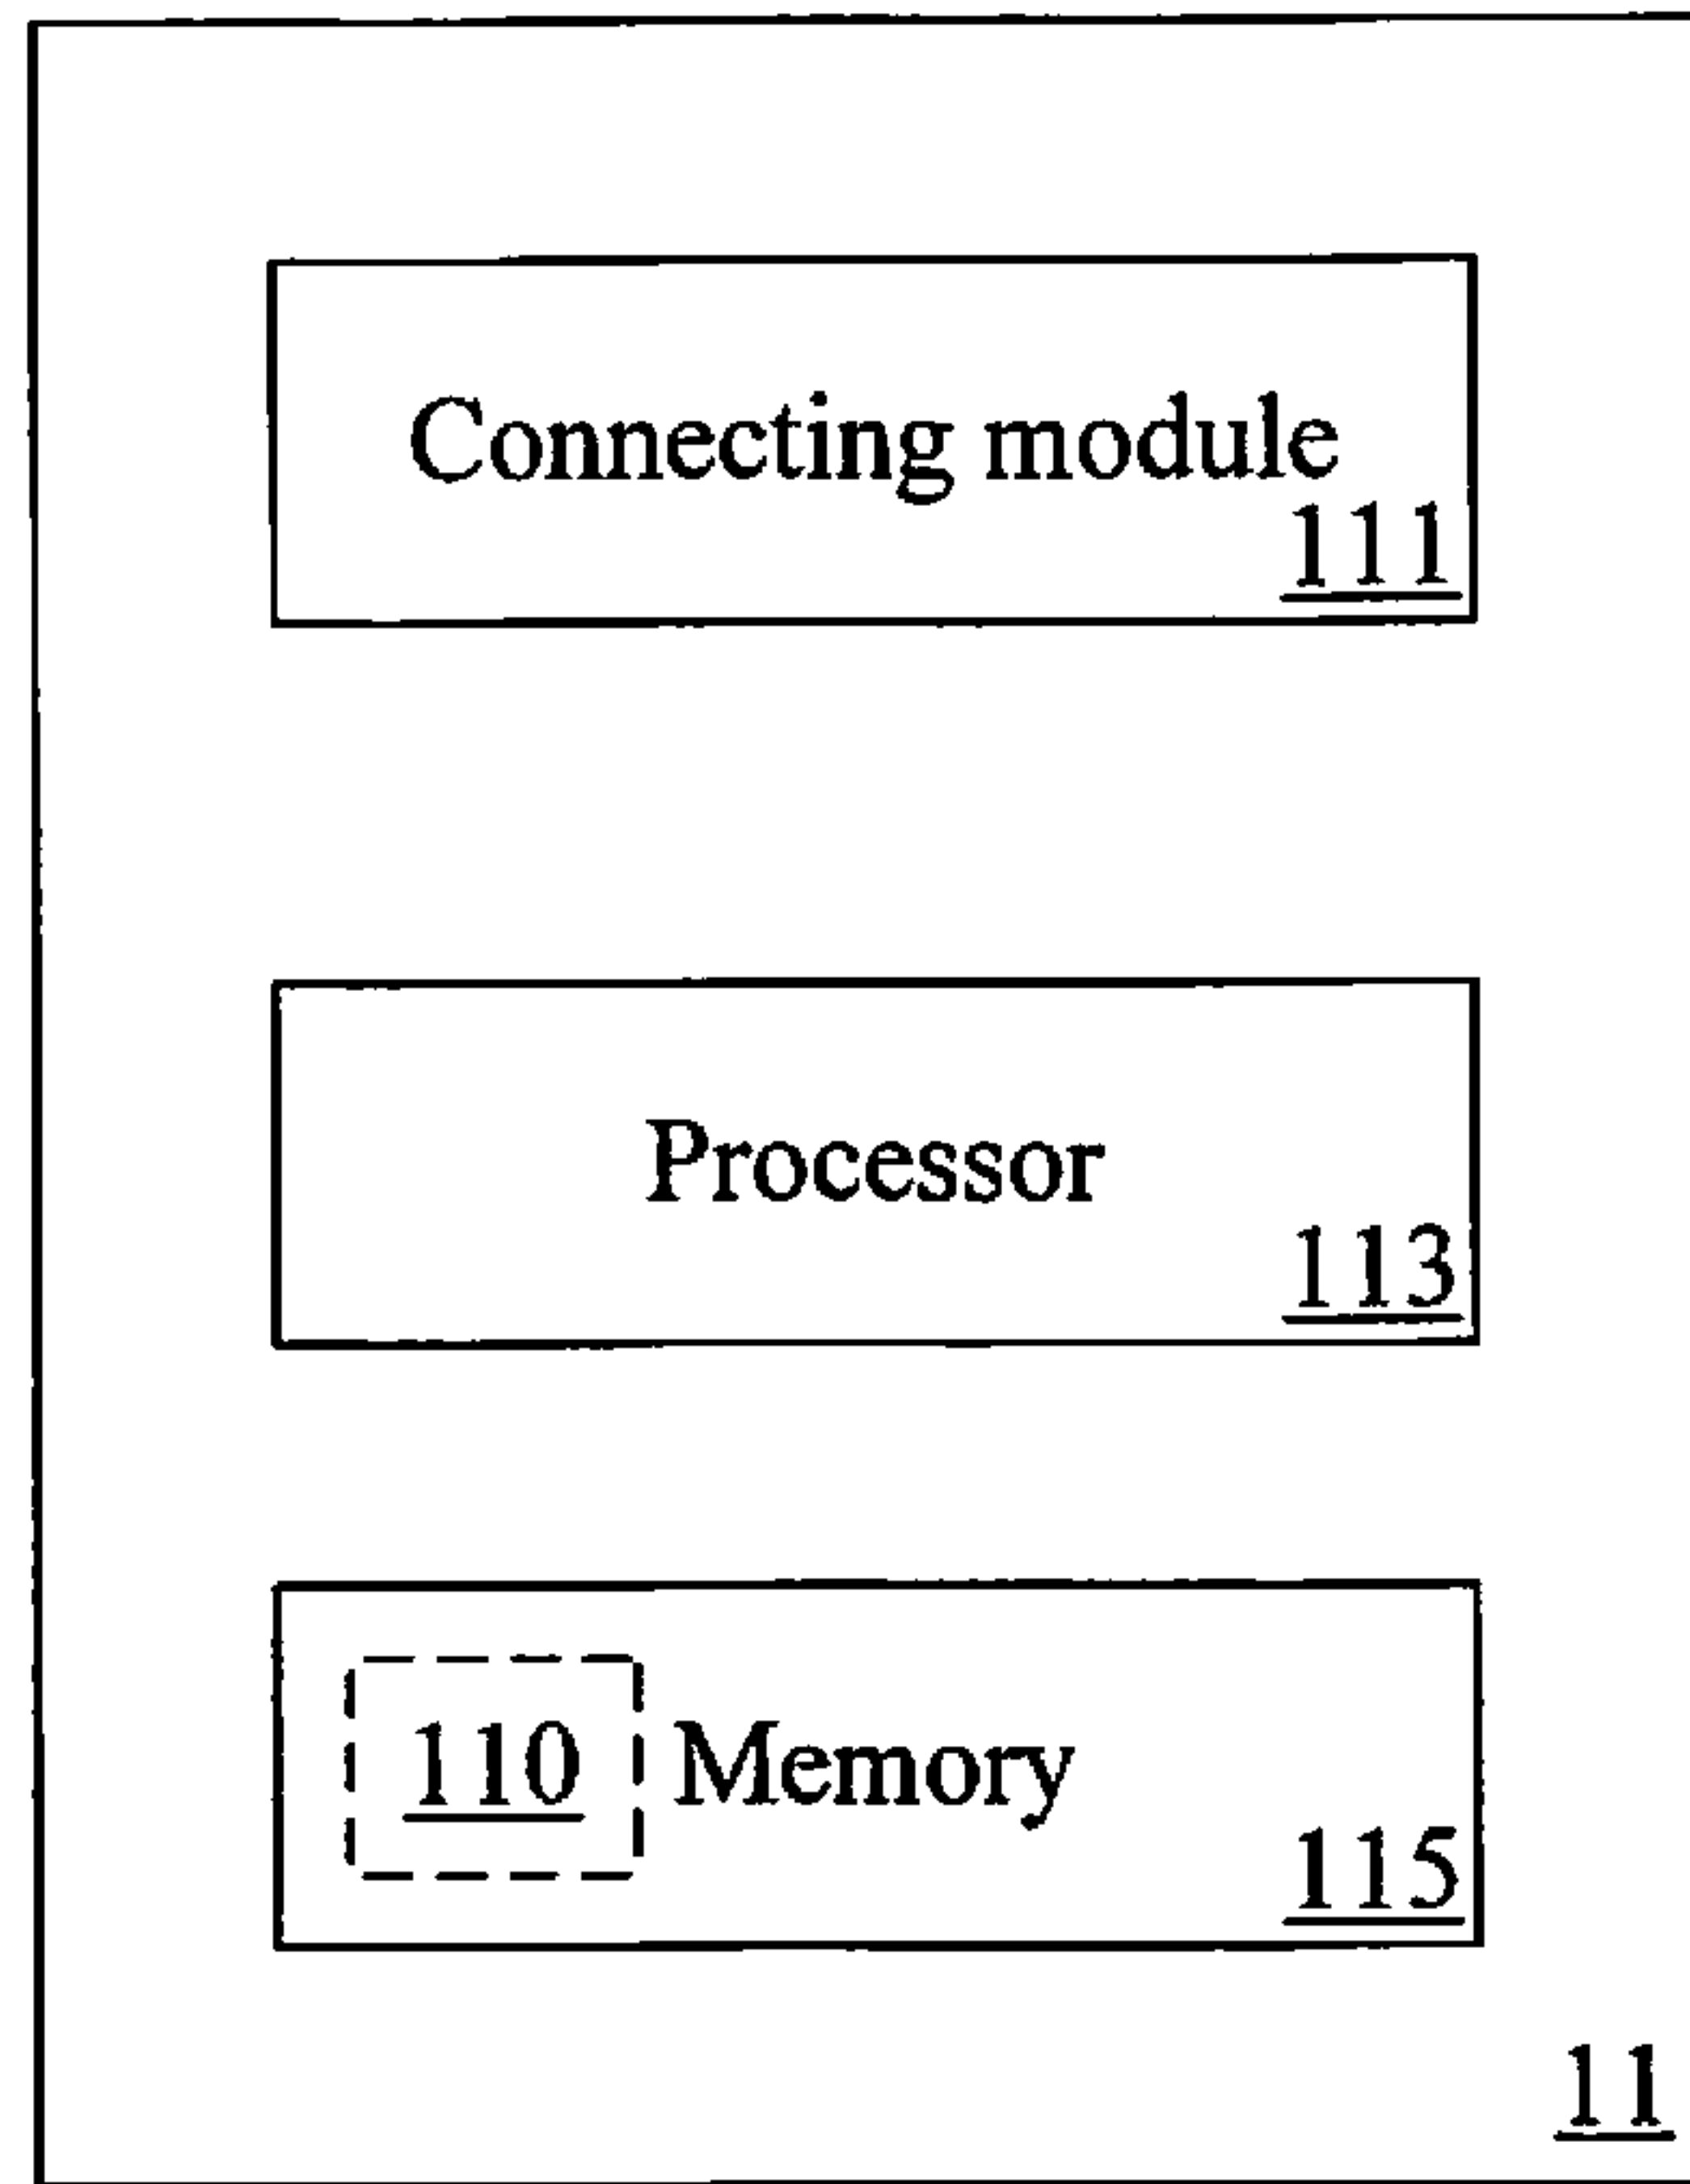 Connecting module
111
Processor
113
110 Memory
115
11